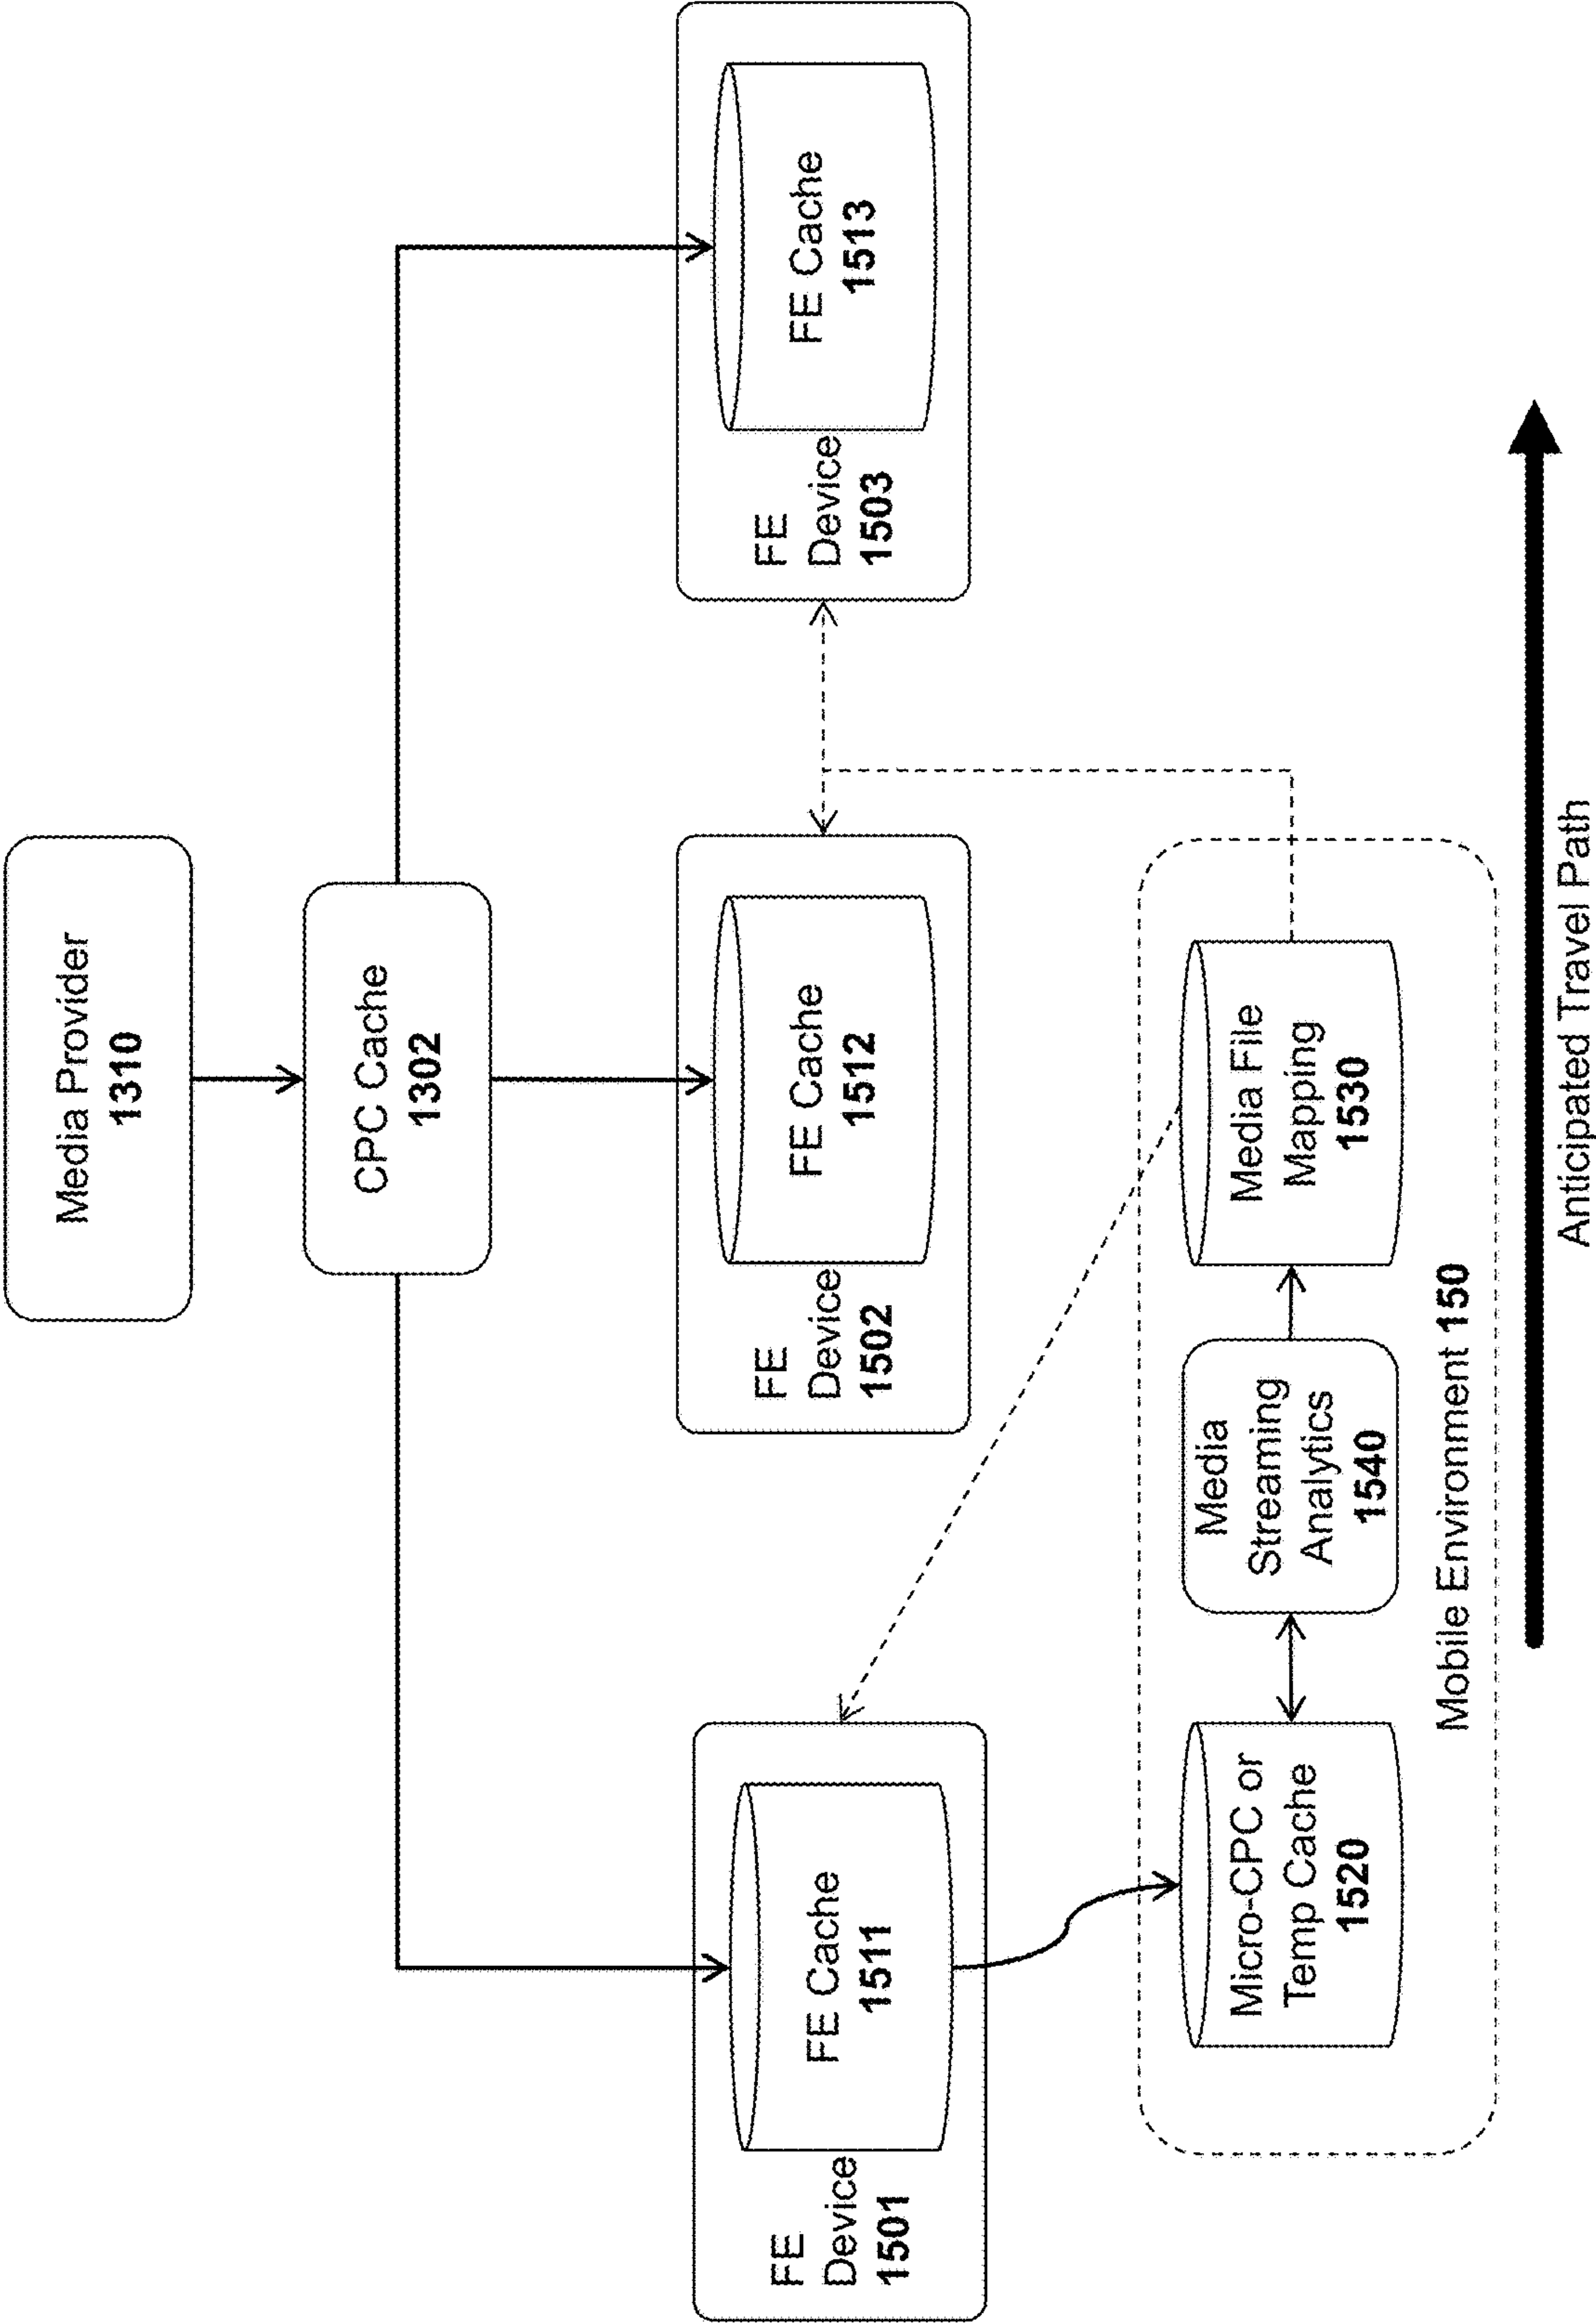 Media Provider
1310
CPC Cache
1302
FE
Device
1501
FE Cache
1511
FE
Device
1502
FE Cache
1512
FE
Device
1503
FE Cache
1513
Micro-CPC or
Temp Cache
1520
Media
Streaming
Analytics
1540
Media File
Mapping
1530
Mobile Environment 150
Anticipated Travel Path